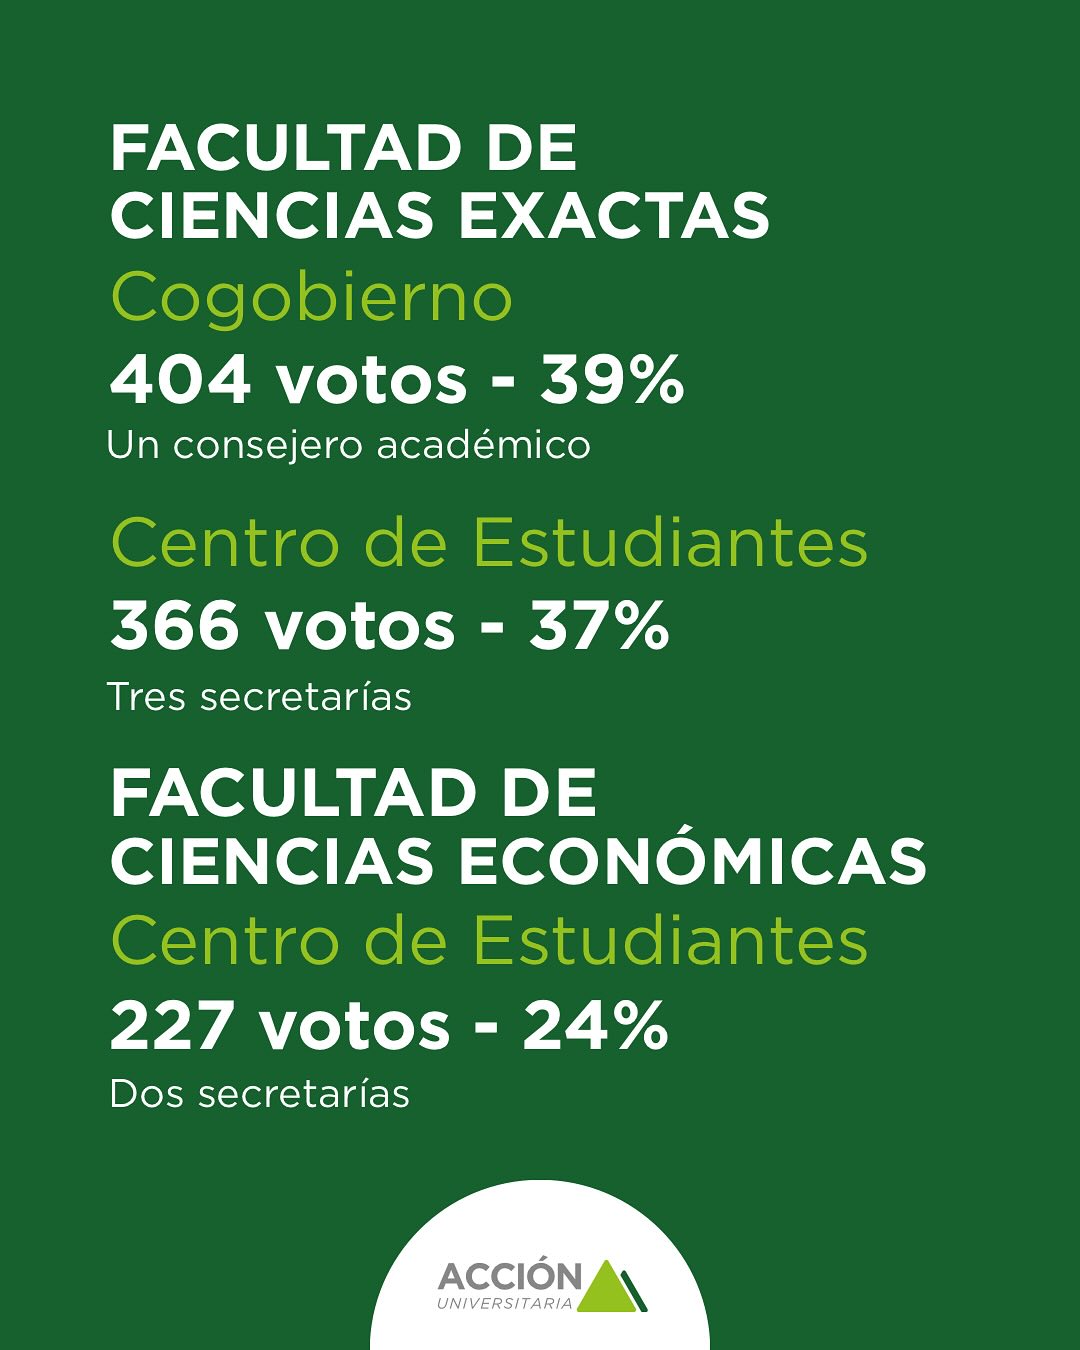 FACULTAD DE
CIENCIAS EXACTAS
Cogobierno
404 votos - 39%
Un consejero académico
Centro de Estudiantes
366 votos - 37%
Tres secretarías
FACULTAD DE
CIENCIAS ECONÓMICAS
Centro de Estudiantes
227 votos - 24%
Dos secretarías
ACCIÓN
UNIVERSITARIA